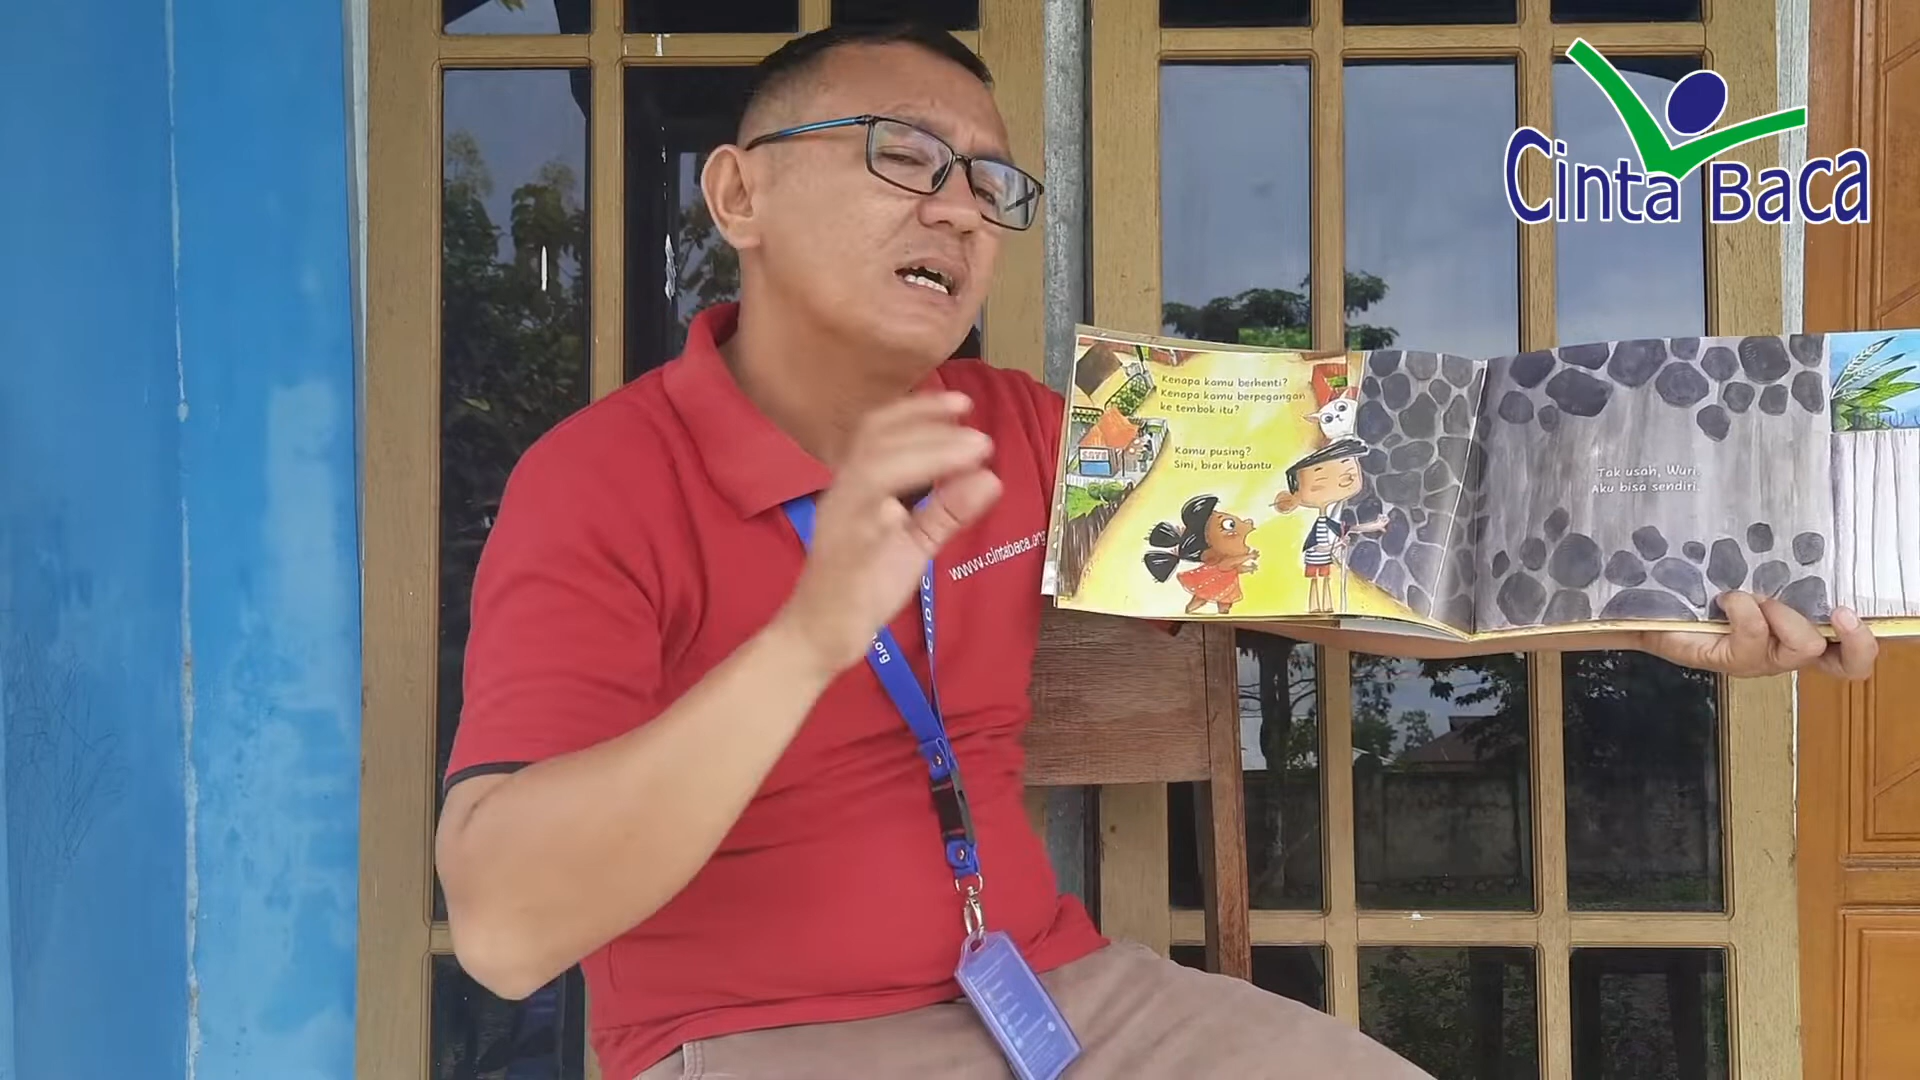 Cinta Baca
www.cintabaca.org
.org
Kenapa kamu berhenti?
Kenapa kamu berpegangan
ke tembok itu?
Kamu pusing?
Sini, biar kubantu
Tak usah, Wuri.
Aku bisa sendiri.